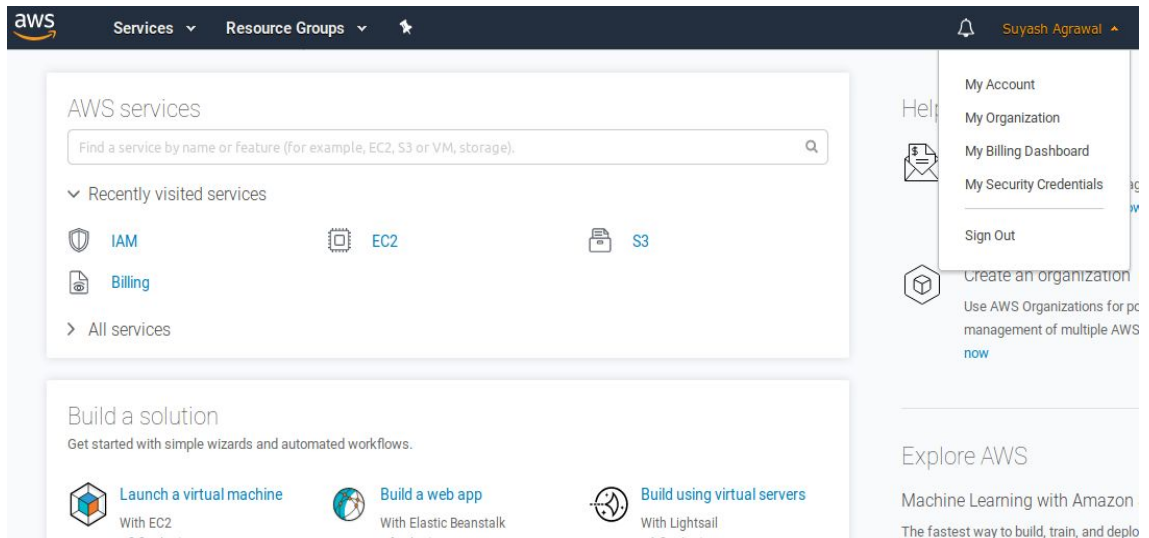 aws Services Resource Groups Suyash Agrawal
My Account
My Organization
My Billing Dashboard
My Security Credentials
Sign Out
AWS services
Find a service by name or feature (for example, EC2, S3 or VM, storage).
Recently visited services
IAM EC2 S3
Billing
All services
Build a solution
Get started with simple wizards and automated workflows.
Launch a virtual machine
With EC2
Build a web app
With Elastic Beanstalk
Build using virtual servers
With Lightsail
Help
Create an organization
Use AWS Organizations for
management of multiple AWS
now
Explore AWS
Machine Learning with Amazon
The fastest way to build, train, and